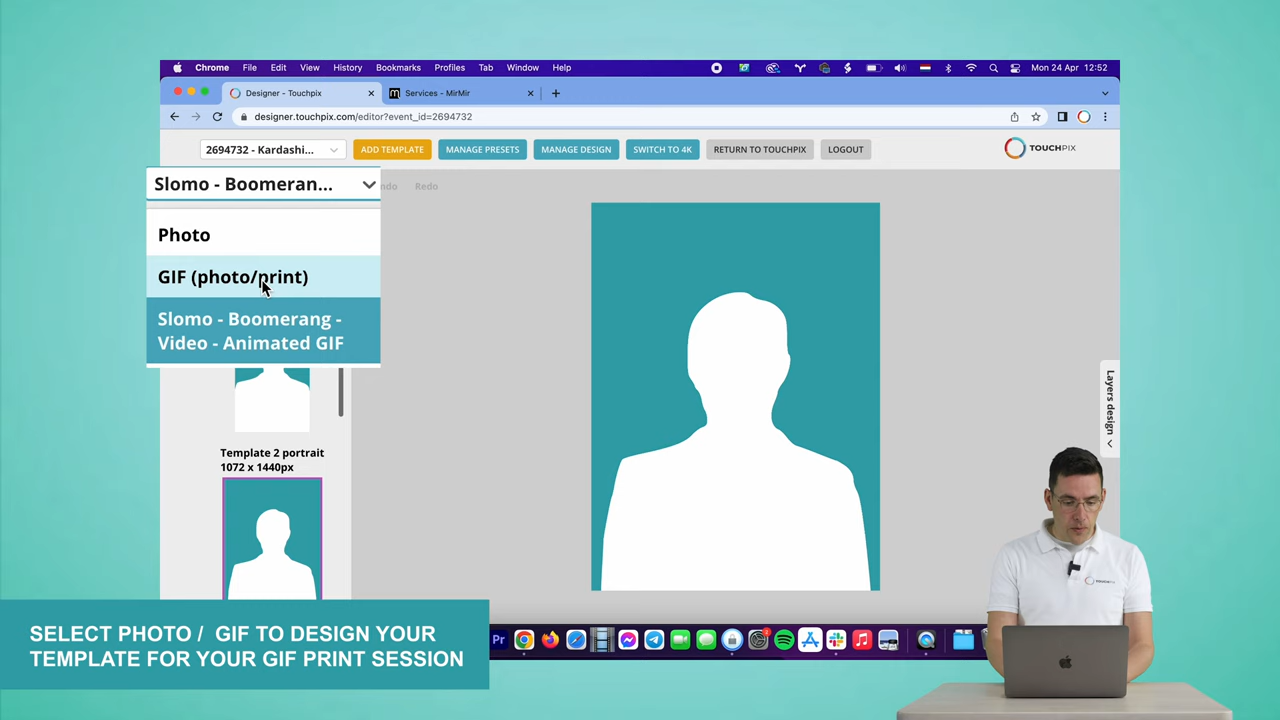 Chrome File Edit View History Bookmarks Profiles Tab Window Help Mon 24 Apr 12:52
Designer - Touchpix
Services - MirMir
designer.touchpix.com/editor?event_id=2694732
2694732 - Kardashi...
ADD TEMPLATE
MANAGE PRESETS
MANAGE DESIGN
SWITCH TO 4K
RETURN TO TOUCHPIX
LOGOUT
TOUCHPIX
Slomo - Boomeran...
ndo
Redo
Photo
GIF (photo/print)
Slomo - Boomerang -
Video - Animated GIF
Layers design
Template 2 portrait
1072 x 1440px
Pr
SELECT PHOTO / GIF TO DESIGN YOUR
TEMPLATE FOR YOUR GIF PRINT SESSION